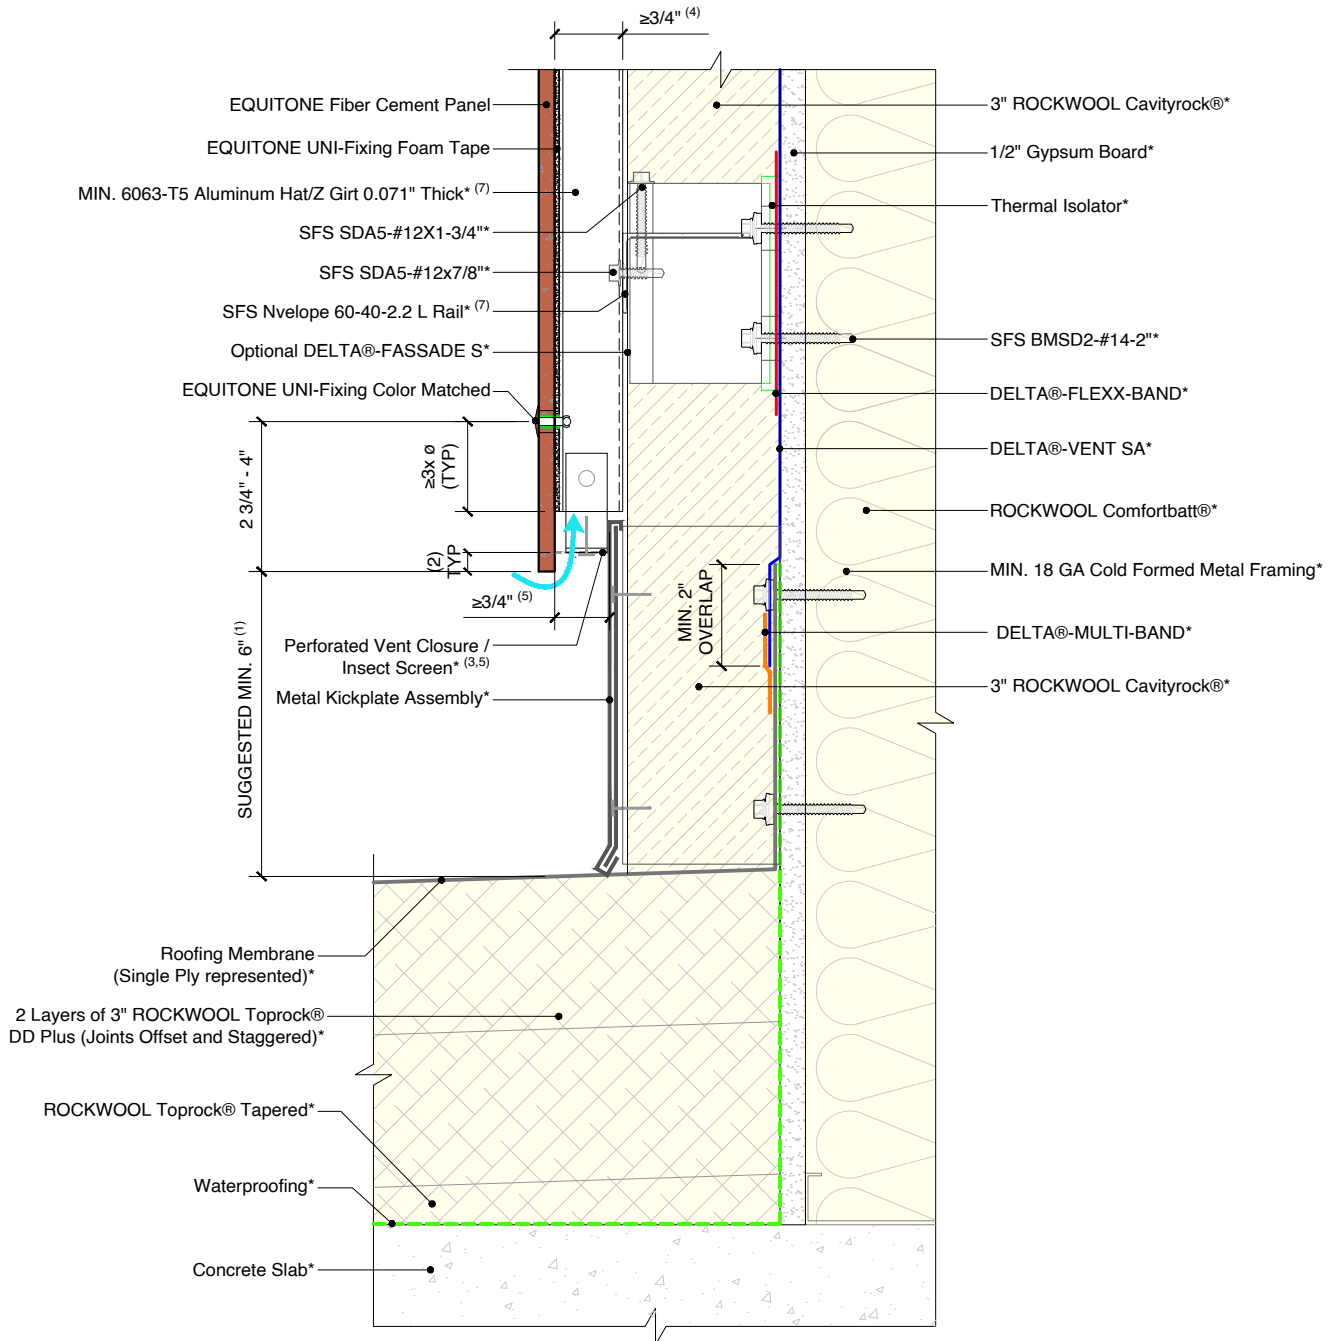 ≥3/4" (4)
EQUITONE Fiber Cement Panel
EQUITONE UNI-Fixing Foam Tape
MIN. 6063-T5 Aluminum Hat/Z Girt 0.071" Thick* (7)
SFS SDA5-#12X1-3/4"*
SFS SDA5-#12x7/8"*
SFS Nvelope 60-40-2.2 L Rail* (7)
Optional DELTA®-FASSADE S*
EQUITONE UNI-Fixing Color Matched
2 3/4" - 4"
≥3x ø
(TYP)
(2)
TYP
≥3/4" (5)
SUGGESTED MIN. 6" (1)
Perforated Vent Closure /
Insect Screen* (3,5)
Metal Kickplate Assembly*
MIN. 2"
OVERLAP
Roofing Membrane
(Single Ply represented)*
2 Layers of 3" ROCKWOOL Toprock®
DD Plus (Joints Offset and Staggered)*
ROCKWOOL Toprock® Tapered*
Waterproofing*
Concrete Slab*
3" ROCKWOOL Cavityrock®*
1/2" Gypsum Board*
Thermal Isolator*
SFS BMSD2-#14-2"*
DELTA®-FLEXX-BAND*
DELTA®-VENT SA*
ROCKWOOL Comfortbatt®*
MIN. 18 GA Cold Formed Metal Framing*
DELTA®-MULTI-BAND*
3" ROCKWOOL Cavityrock®*